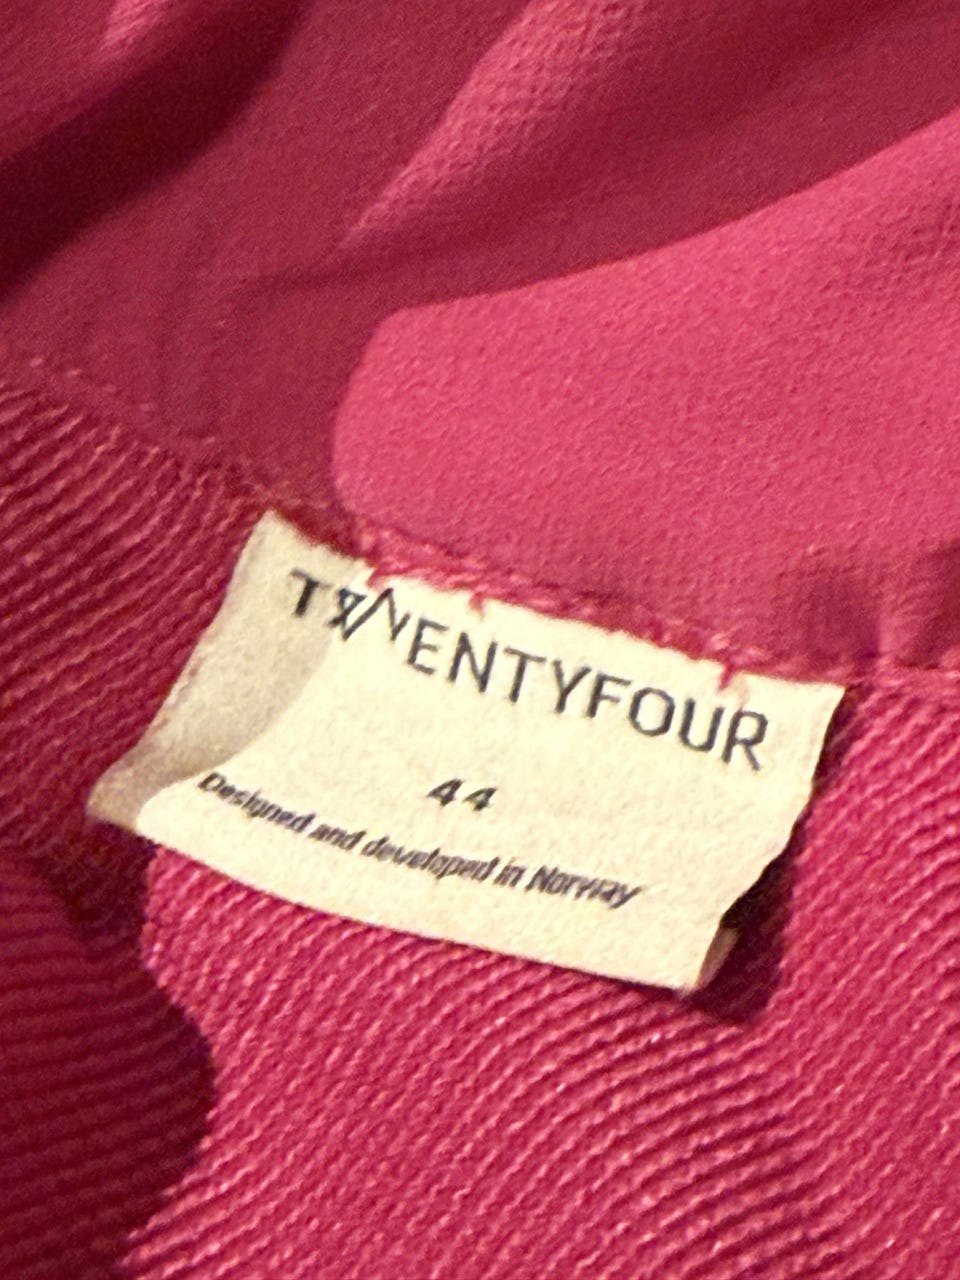 TWENTYFOUR
44
Designed and developed in Norway